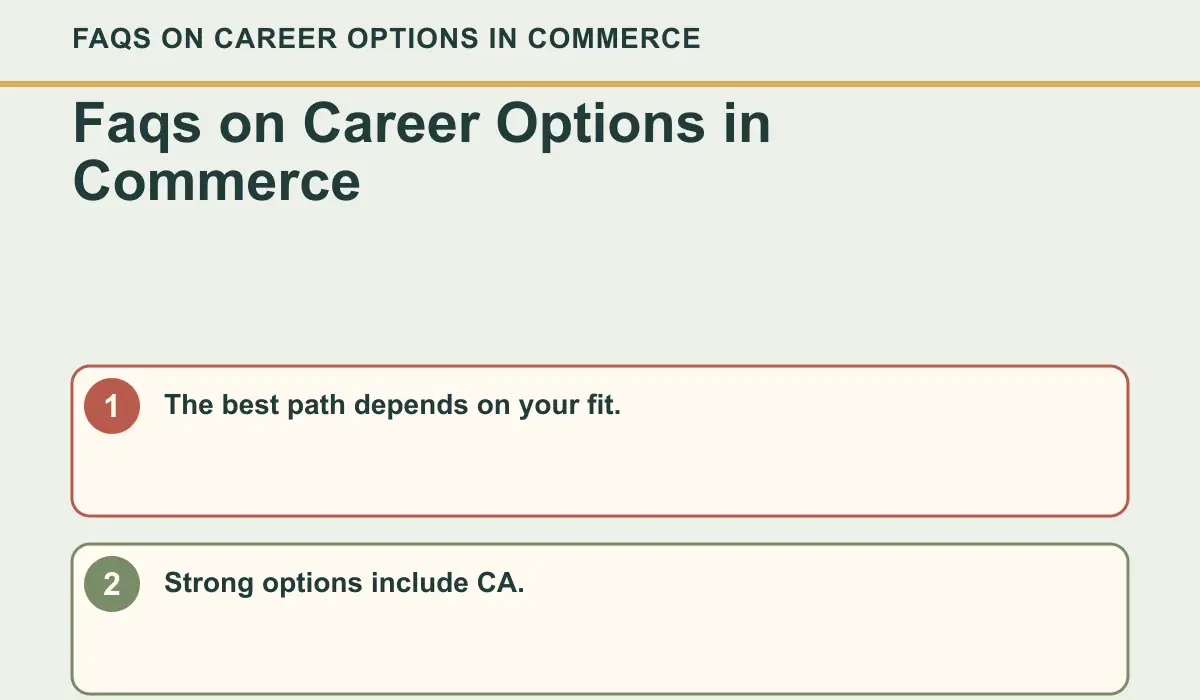 FAQS ON CAREER OPTIONS IN COMMERCE
Faqs on Career Options in
Commerce
1 The best path depends on your fit.
2 Strong options include CA.